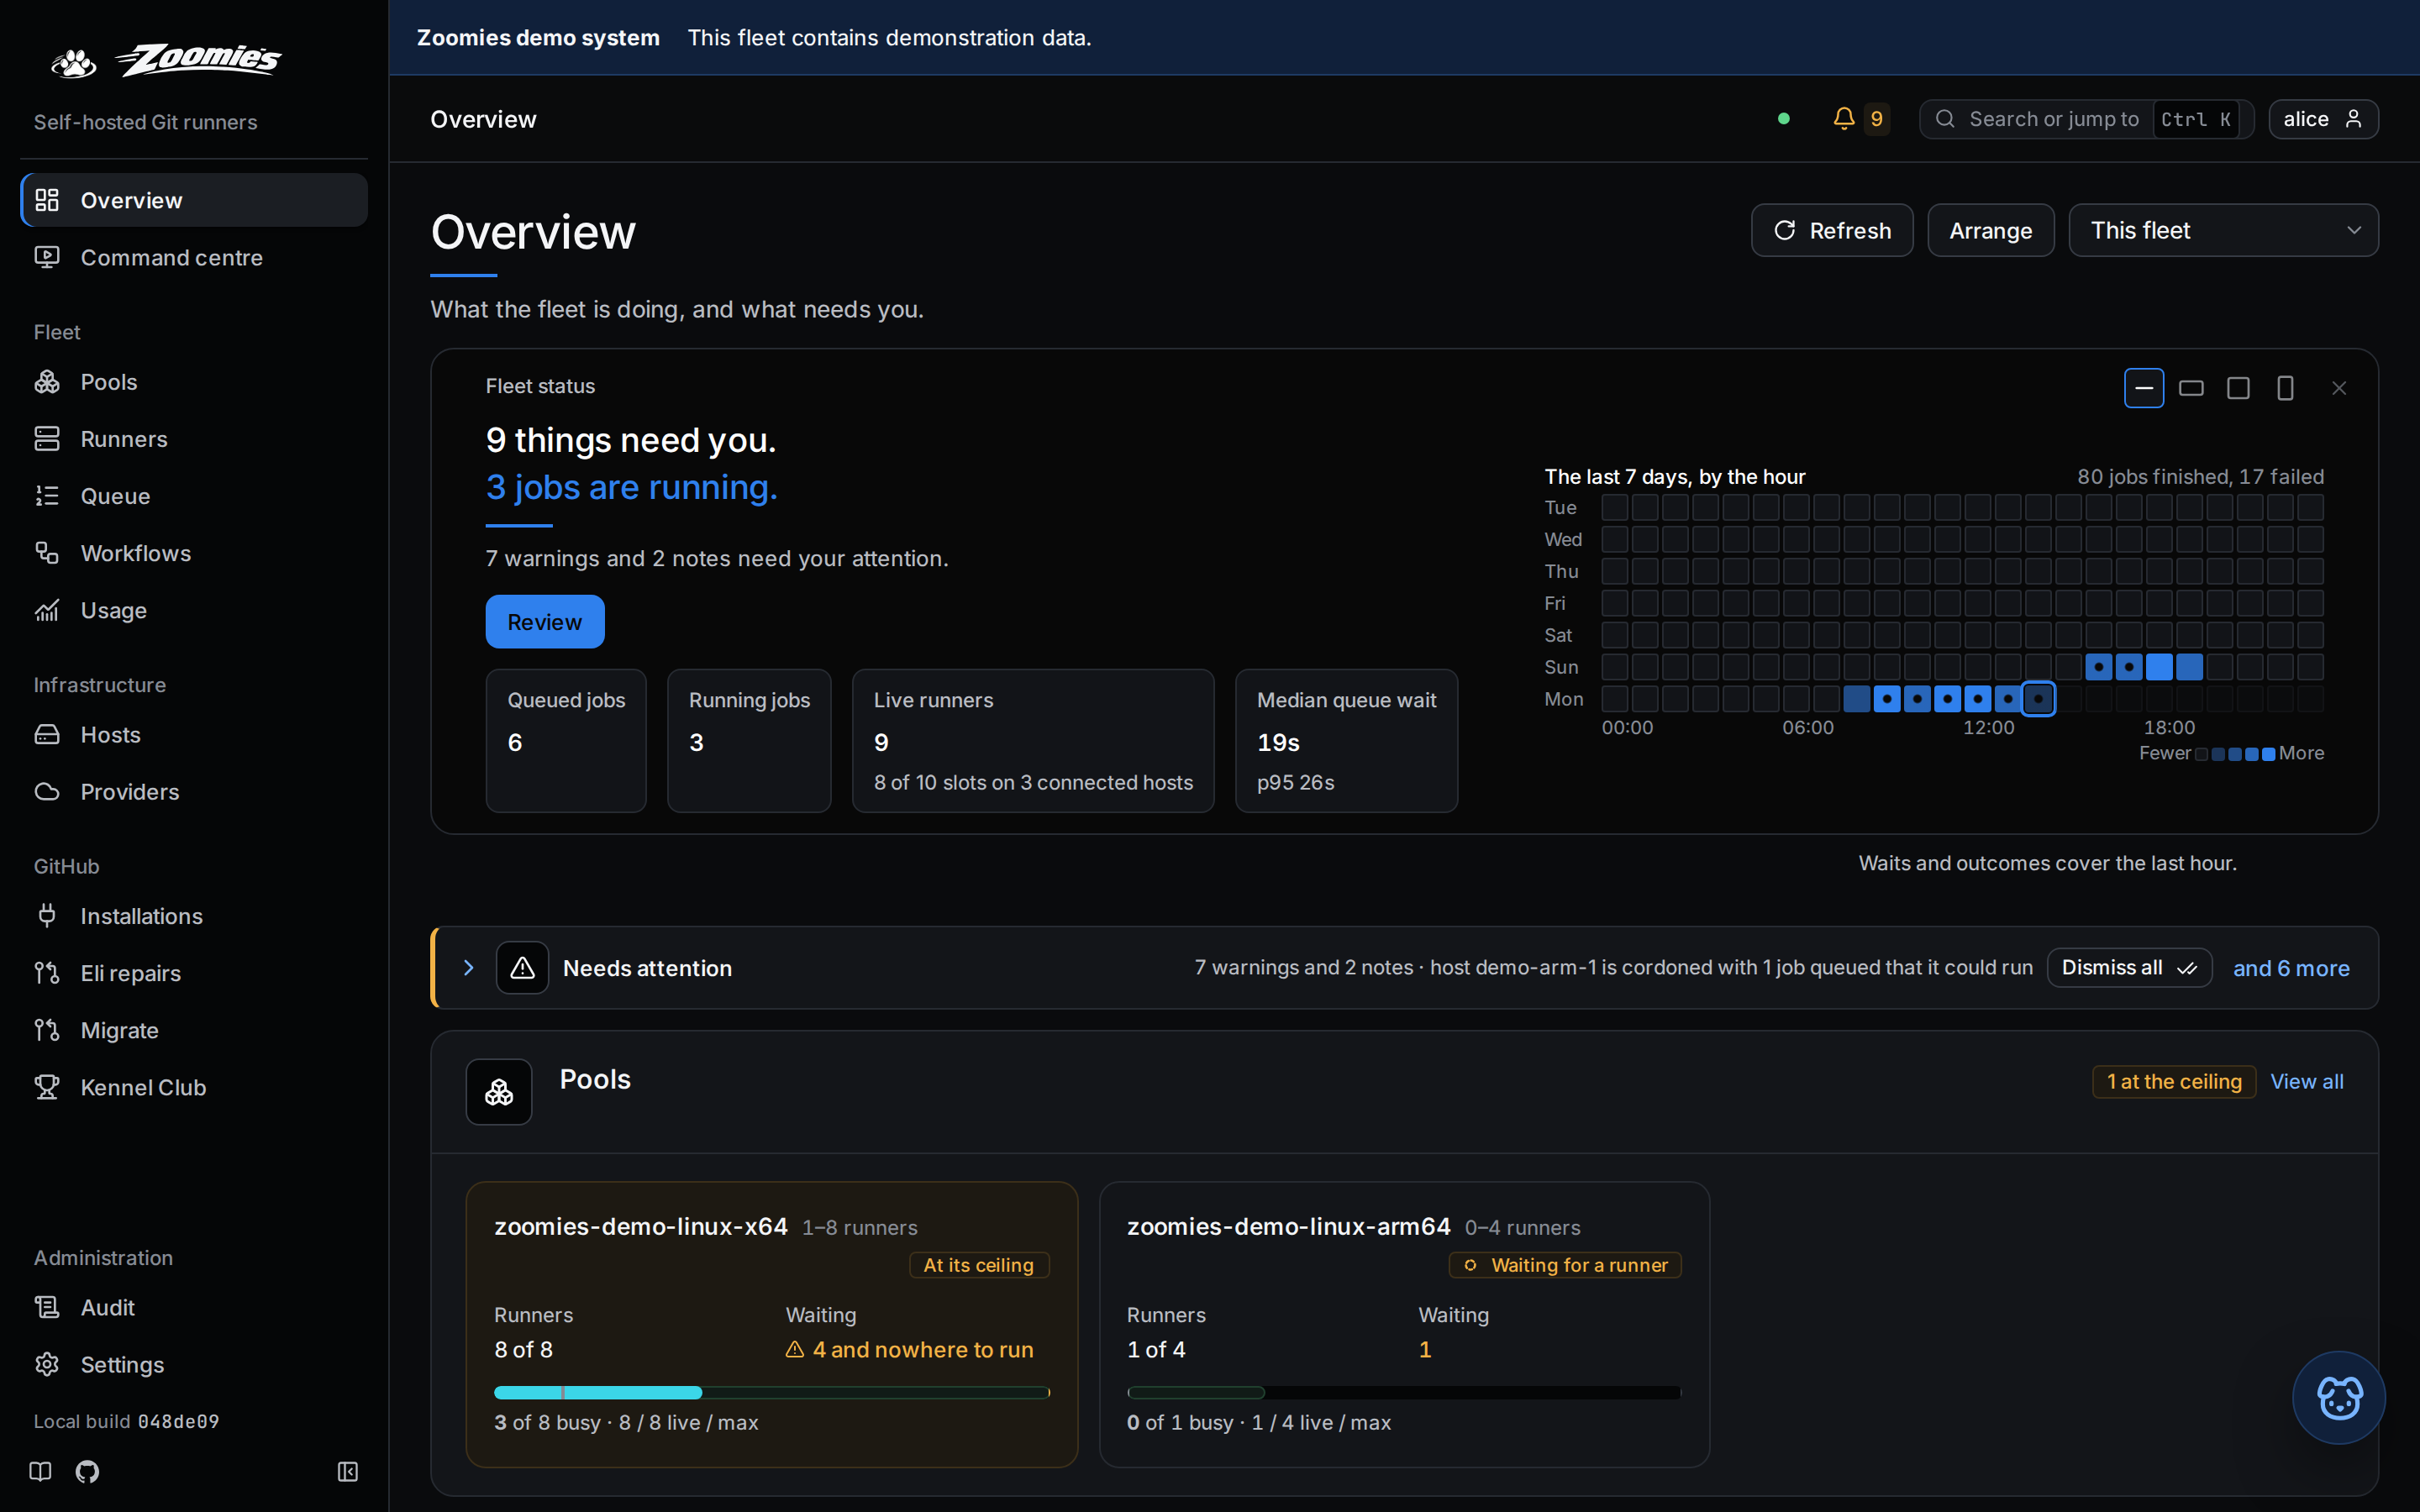 Zoomies
Self-hosted Git runners
Overview
Command centre
Fleet
Pools
Runners
Queue
Workflows
Usage
Infrastructure
Hosts
Providers
GitHub
Installations
Eli repairs
Migrate
Kennel Club
Administration
Audit
Settings
Local build 048de09
Zoomies demo system This fleet contains demonstration data.
Overview
9
Search or jump to Ctrl K
alice
Overview
Refresh
Arrange
This fleet
What the fleet is doing, and what needs you.
Fleet status
9 things need you.
3 jobs are running.
7 warnings and 2 notes need your attention.
Review
Queued jobs
6
Running jobs
3
Live runners
9
8 of 10 slots on 3 connected hosts
Median queue wait
19s
p95 26s
The last 7 days, by the hour
80 jobs finished, 17 failed
Tue
Wed
Thu
Fri
Sat
Sun
Mon
00:00 06:00 12:00 18:00
Fewer More
Waits and outcomes cover the last hour.
Needs attention
7 warnings and 2 notes · host demo-arm-1 is cordoned with 1 job queued that it could run
Dismiss all
and 6 more
Pools
1 at the ceiling
View all
zoomies-demo-linux-x64 1–8 runners
At its ceiling
Runners Waiting
8 of 8 4 and nowhere to run
3 of 8 busy · 8 / 8 live / max
zoomies-demo-linux-arm64 0–4 runners
Waiting for a runner
Runners Waiting
1 of 4 1
0 of 1 busy · 1 / 4 live / max